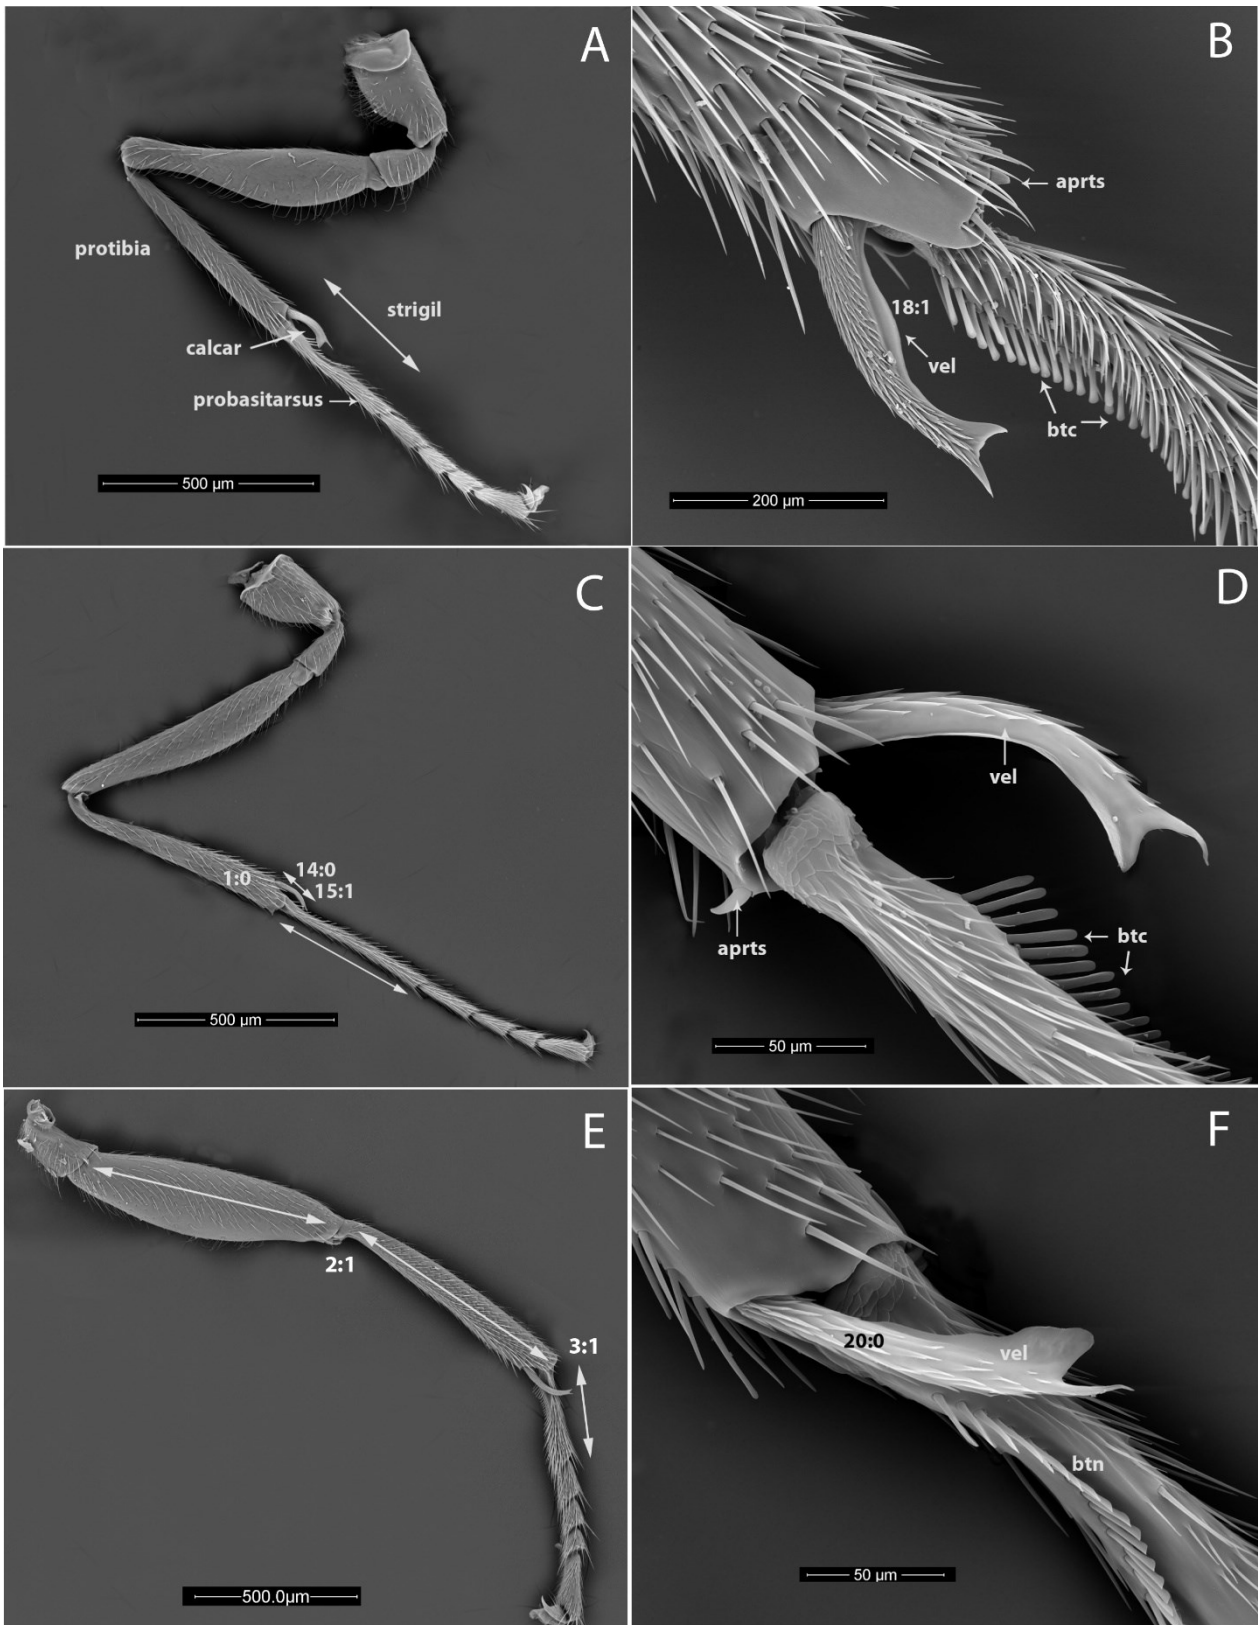 A
protibia
strigil
calcar
probasitarsus
500 µm
B
aprts
18:1
vel
btc
200 µm
C
14:0
1:0
15:1
500 µm
D
vel
aprts
btc
50 µm
E
2:1
3:1
500.0µm
F
20:0
vel
btn
50 µm